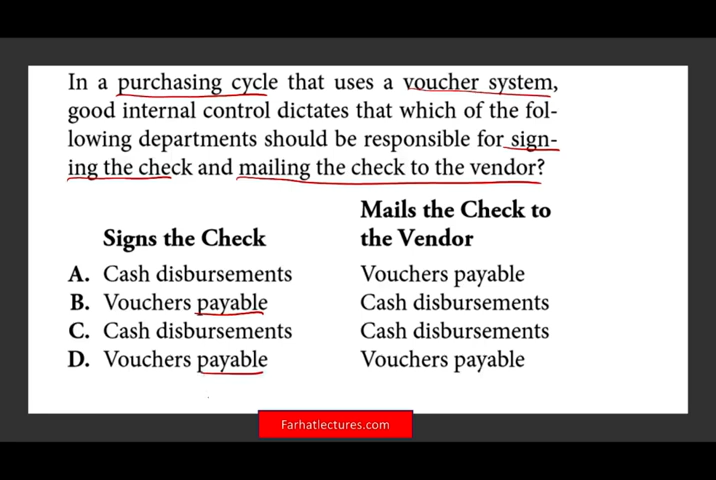 In a purchasing cycle that uses a voucher system,
good internal control dictates that which of the fol-
lowing departments should be responsible for sign-
ing the check and mailing the check to the vendor?
Signs the Check Mails the Check to the Vendor
A. Cash disbursements Vouchers payable
B. Vouchers payable Cash disbursements
C. Cash disbursements Cash disbursements
D. Vouchers payable Vouchers payable
Farhatlectures.com